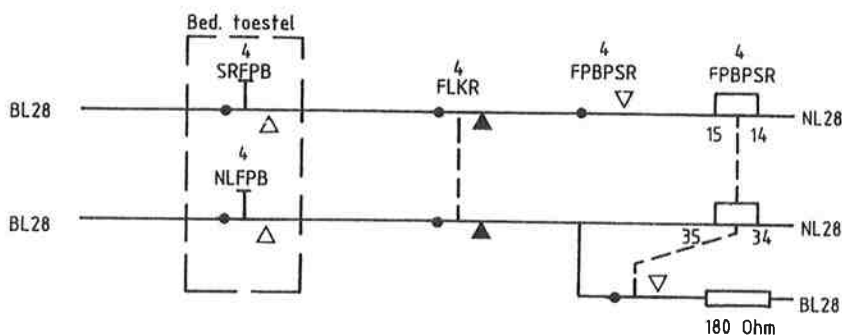 Bed. toestel
4
SRFPB
4
FLKR
4
FPBPSR
4
FPBPSR
BL28
NL28
15
14
4
NLFPB
BL28
NL28
35
34
BL28
180 Ohm